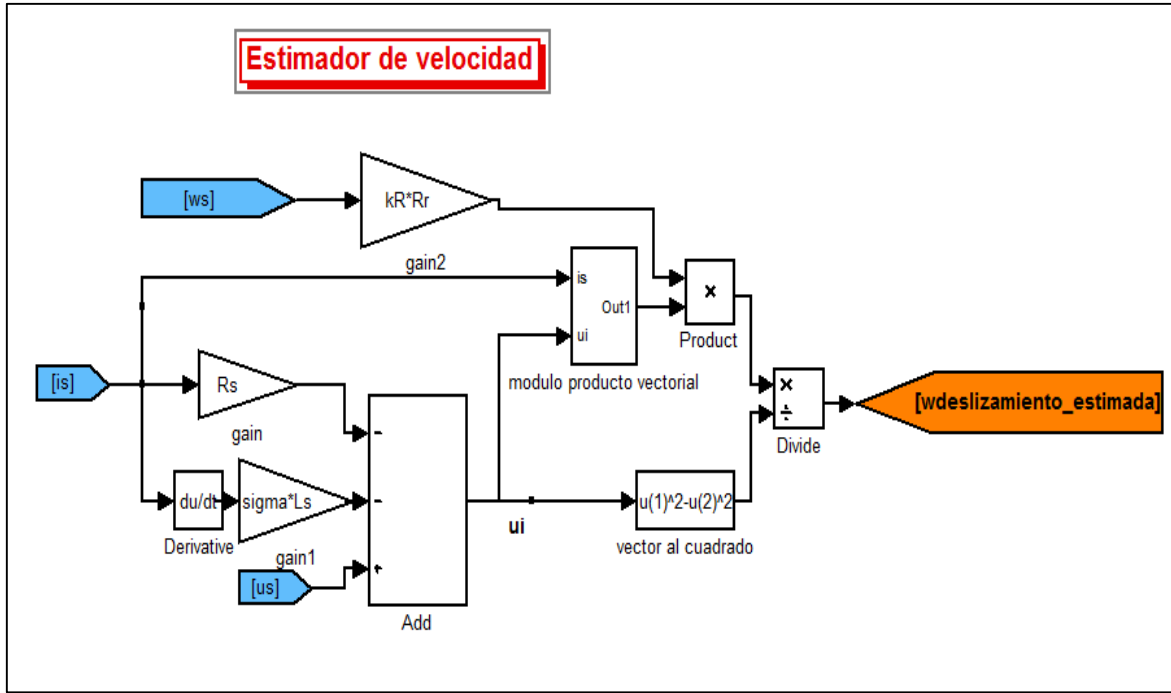 Estimador de velocidad
[ws]
kR*Rr
gain2
is
Out1
ui
modulo producto vectorial
×
Product
[is]
Rs
gain
×
÷
Divide
[wdeslizamiento_estimada]
du/dt
Derivative
sigma*Ls
gain1
[us]
-
-
+
Add
ui
u(1)^2-u(2)^2
vector al cuadrado